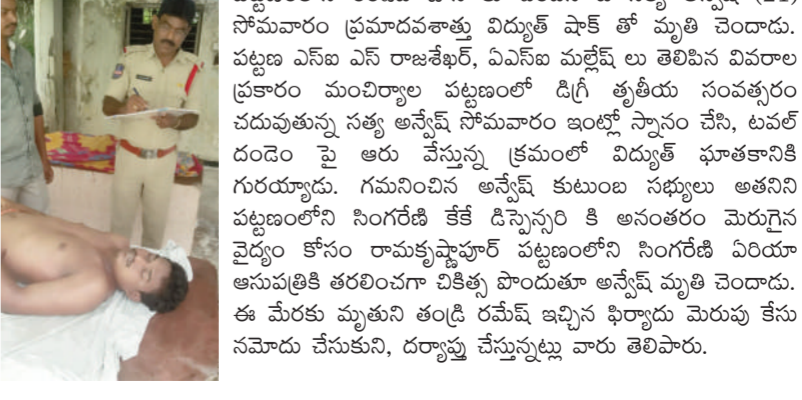 సోమవారం ప్రమాదవశాత్తు విద్యుత్ షాక్ తో మృతి చెందాడు.
పట్టణ ఎస్ఐ ఎస్ రాజశేఖర్, ఏఎస్ఐ మల్లేష్ లు తెలిపిన వివరాల
ప్రకారం మంచిర్యాల పట్టణంలో డిగ్రీ తృతీయ సంవత్సరం
చదువుతున్న సత్య అన్వేష్ సోమవారం ఇంట్లో స్నానం చేసి, టవల్
దండెం పై ఆరు వేస్తున్న క్రమంలో విద్యుత్ ఘాతకానికి
గురయ్యాడు. గమనించిన అన్వేష్ కుటుంబ సభ్యులు అతనిని
పట్టణంలోని సింగరేణి కేకే డిస్పెన్సరి కి అనంతరం మెరుగైన
వైద్యం కోసం రామకృష్ణాపూర్ పట్టణంలోని సింగరేణి ఏరియా
ఆసుపత్రికి తరలించగా చికిత్స పొందుతూ అన్వేష్ మృతి చెందాడు.
ఈ మేరకు మృతుని తండ్రి రమేష్ ఇచ్చిన ఫిర్యాదు మెరుపు కేసు
నమోదు చేసుకుని, దర్యాప్తు చేస్తున్నట్లు వారు తెలిపారు.